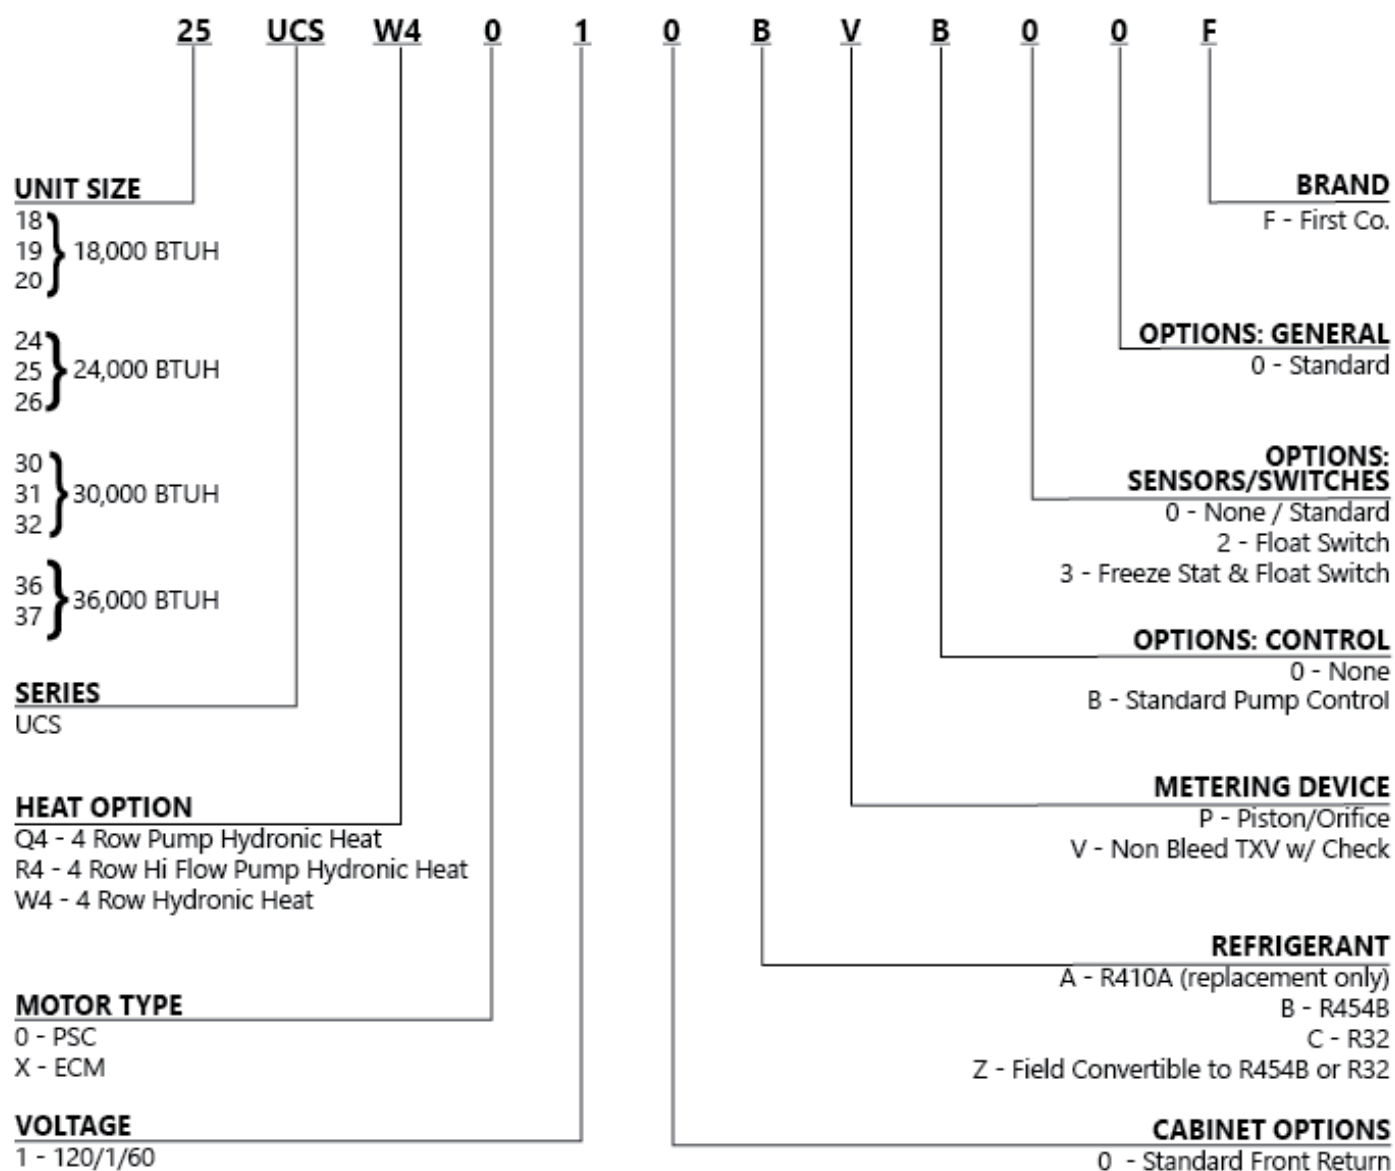 25 UCS W4 0 1 0 B V B 0 0 F
UNIT SIZE
18
19
20
18,000 BTUH
24
25
26
24,000 BTUH
30
31
32
30,000 BTUH
36
37
36,000 BTUH
SERIES
UCS
HEAT OPTION
Q4 - 4 Row Pump Hydronic Heat
R4 - 4 Row Hi Flow Pump Hydronic Heat
W4 - 4 Row Hydronic Heat
MOTOR TYPE
0 - PSC
X - ECM
VOLTAGE
1 - 120/1/60
BRAND
F - First Co.
OPTIONS: GENERAL
0 - Standard
OPTIONS:
SENSORS/SWITCHES
0 - None / Standard
2 - Float Switch
3 - Freeze Stat & Float Switch
OPTIONS: CONTROL
0 - None
B - Standard Pump Control
METERING DEVICE
P - Piston/Orifice
V - Non Bleed TXV w/ Check
REFRIGERANT
A - R410A (replacement only)
B - R454B
C - R32
Z - Field Convertible to R454B or R32
CABINET OPTIONS
0 - Standard Front Return